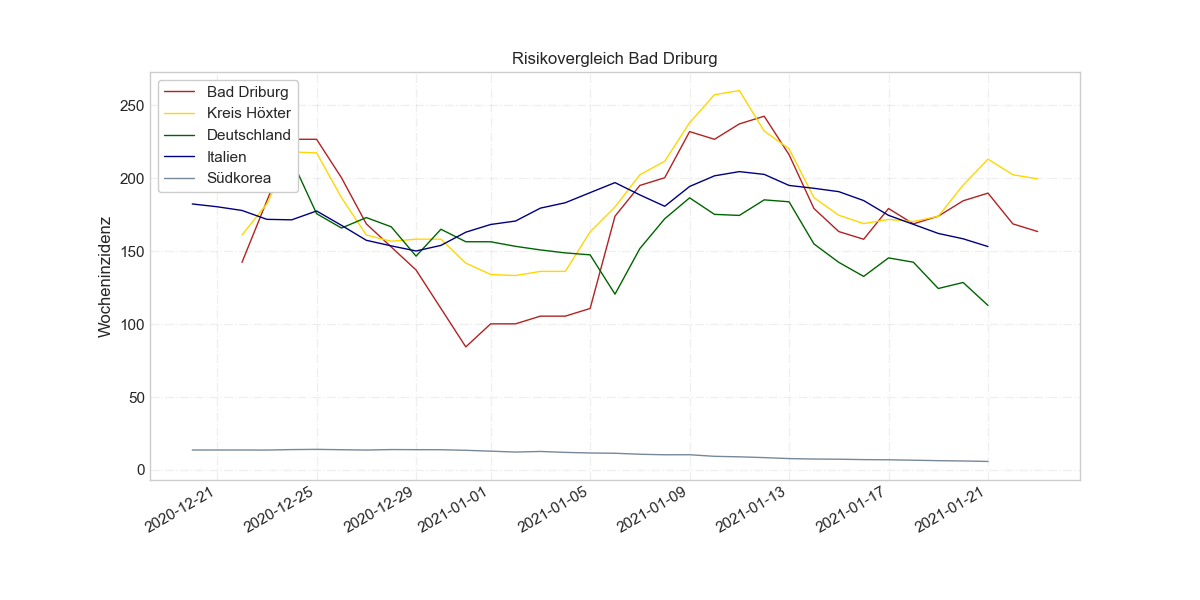 Risikovergleich Bad Driburg
Bad Driburg
Kreis Höxter
Deutschland
Italien
Südkorea
Wocheninzidenz
250
200
150
100
50
0
2020-12-21
2020-12-25
2020-12-29
2021-01-01
2021-01-05
2021-01-09
2021-01-13
2021-01-17
2021-01-21